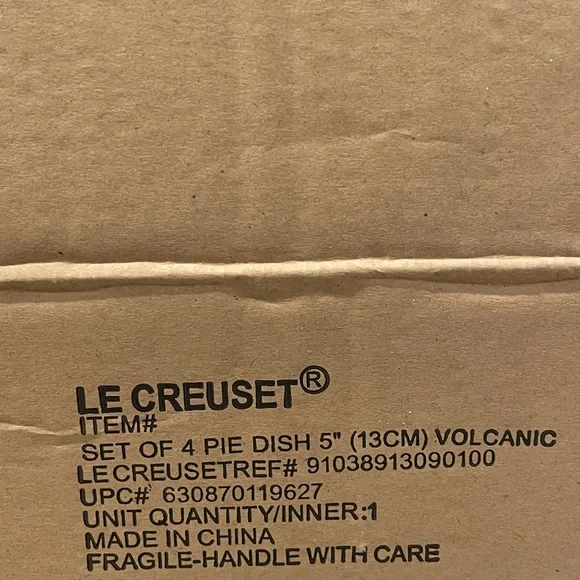 LE CREUSET®
ITEM#
SET OF 4 PIE DISH 5" (13CM) VOLCANIC
LE CREUSETREF# 91038913090100
UPC# 630870119627
UNIT QUANTITY/INNER:1
MADE IN CHINA
FRAGILE-HANDLE WITH CARE